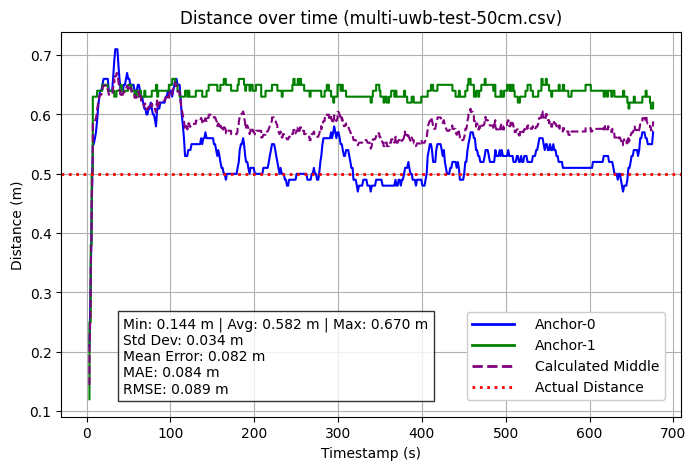 Distance over time (multi-uwb-test-50cm.csv)
Distance (m)
0.7
0.6
0.5
0.4
0.3
0.2
0.1
Min: 0.144 m | Avg: 0.582 m | Max: 0.670 m
Std Dev: 0.034 m
Mean Error: 0.082 m
MAE: 0.084 m
RMSE: 0.089 m
Anchor-0
Anchor-1
Calculated Middle
Actual Distance
0 100 200 300 400 500 600 700
Timestamp (s)